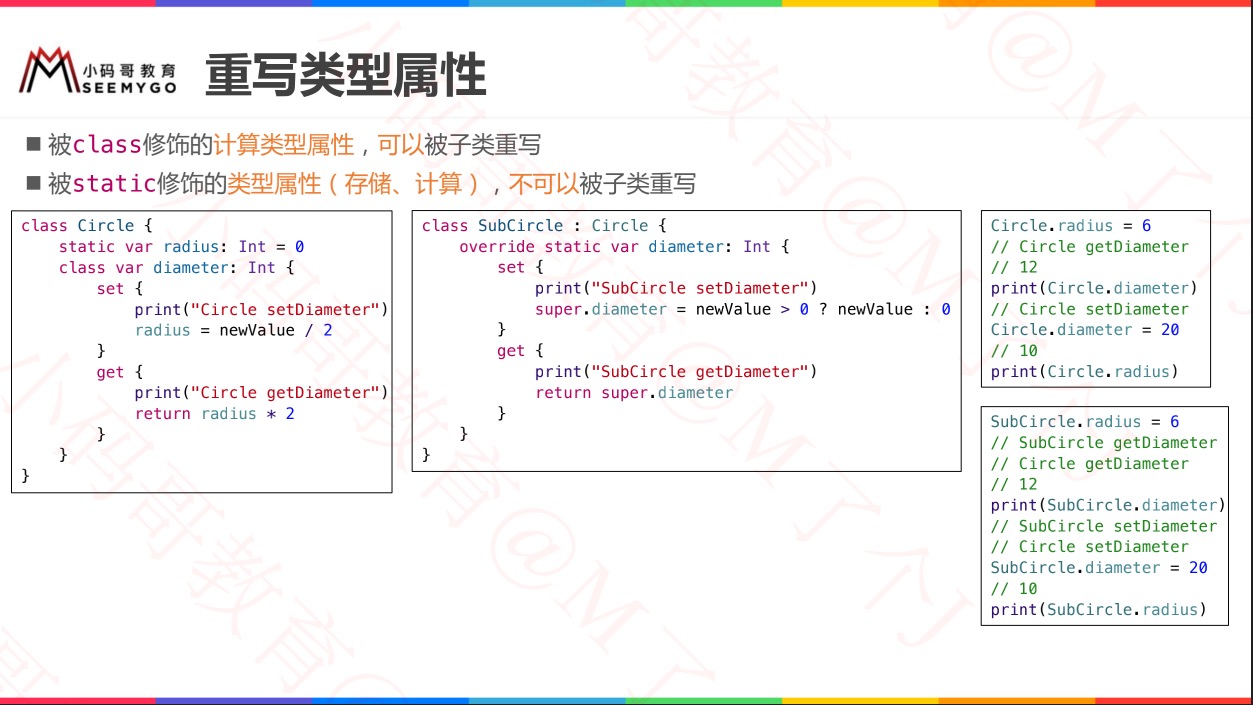 小码哥教育
SEEMYGO
重写类型属性
■ 被class修饰的计算类型属性，可以被子类重写
■ 被static修饰的类型属性（存储、计算），不可以被子类重写
class Circle {
    static var radius: Int = 0
    class var diameter: Int {
        set {
            print("Circle setDiameter")
            radius = newValue / 2
        }
        get {
            print("Circle getDiameter")
            return radius * 2
        }
    }
}
class SubCircle : Circle {
    override static var diameter: Int {
        set {
            print("SubCircle setDiameter")
            super.diameter = newValue > 0 ? newValue : 0
        }
        get {
            print("SubCircle getDiameter")
            return super.diameter
        }
    }
}
Circle.radius = 6
// Circle getDiameter
// 12
print(Circle.diameter)
// Circle setDiameter
Circle.diameter = 20
// 10
print(Circle.radius)
SubCircle.radius = 6
// SubCircle getDiameter
// Circle getDiameter
// 12
print(SubCircle.diameter)
// SubCircle setDiameter
// Circle setDiameter
SubCircle.diameter = 20
// 10
print(SubCircle.radius)
小码哥教育@M了个J